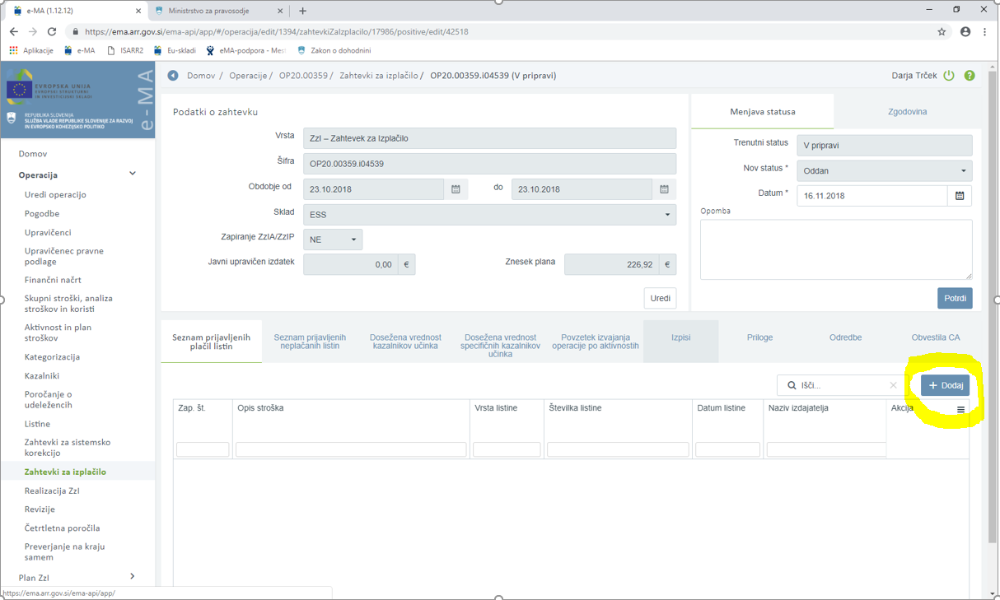 e-MA (1.12.12)
Ministrstvo za pravosodje
https://ema.arr.gov.si/ema-api/app/#/operacija/edit/1394/zahtevkiZaIzplacilo/17986/positive/edit/42518
Aplikacije
e-MA
ISARR2
Eu-skladi
eMA-podpora - Mest
Zakon o dohodnini
EVROPSKA UNIJA
EVROPSKI STRUKTURNI
IN INVESTICIJSKI SKLADI
REPUBLIKA SLOVENIJA
SLUŽBA VLADE REPUBLIKE SLOVENIJE ZA RAZVOJ
IN EVROPSKO KOHEZIJSKO POLITIKO
e-MA
Domov / Operacije / OP20.00359 / Zahtevki za izplačilo / OP20.00359.i04539 (V pripravi)
Darja Trček
Domov
Operacija
Uredi operacijo
Pogodbe
Upravičenci
Upravičenec pravne
podlage
Finančni načrt
Skupni stroški, analiza
stroškov in koristi
Aktivnost in plan
stroškov
Kategorizacija
Kazalniki
Poročanje o
udeležencih
Listine
Zahtevki za sistemsko
korekcijo
Zahtevki za izplačilo
Realizacija ZzI
Revizije
Četrtletna poročila
Preverjanje na kraju
samem
Plan ZzI
https://ema.arr.gov.si/ema-api/app/
Podatki o zahtevku
Vrsta ZzI – Zahtevek za Izplačilo
Šifra OP20.00359.i04539
Obdobje od 23.10.2018 do 23.10.2018
Sklad ESS
Zapiranje ZzIA/ZzIP NE
Javni upravičen izdatek 0,00 € Znesek plana 226,92 €
Uredi
Menjava statusa
Zgodovina
Trenutni status V pripravi
Nov status * Oddan
Datum * 16.11.2018
Opomba
Potrdi
Seznam prijavljenih
plačil listin
Seznam prijavljenih
neplačanih listin
Dosežena vrednost
kazalnikov učinka
Dosežena vrednost
specifičnih kazalnikov
učinka
Povzetek izvajanja
operacije po aktivnostih
Izpisi
Priloge
Odredbe
Obvestila CA
Išči...
+ Dodaj
Zap. št.
Opis stroška
Vrsta listine
Številka listine
Datum listine
Naziv izdajatelja
Akcija